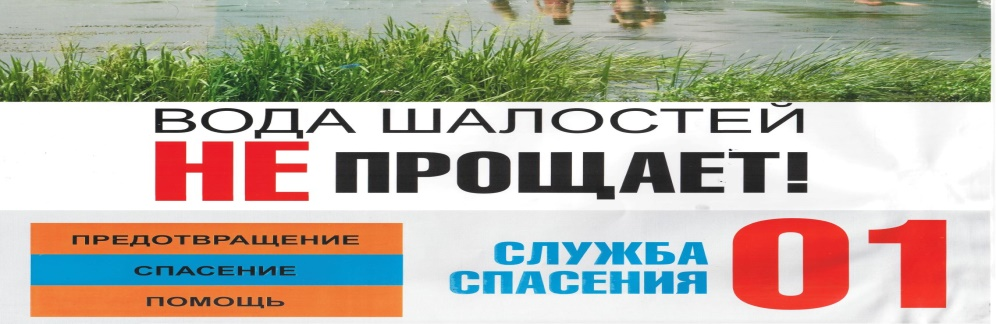 ВОДА ШАЛОСТЕЙ
НЕ ПРОЩАЕТ!
ПРЕДОТВРАЩЕНИЕ
СПАСЕНИЕ
ПОМОЩЬ
СЛУЖБА
СПАСЕНИЯ
01